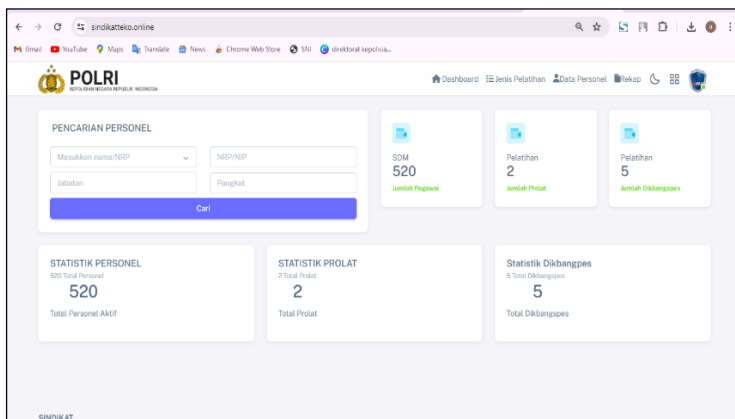 sindikatteko.online
Gmail YouTube Maps Translate News Chrome Web Store SNI direktorat kepolisia...
POLRI
KEPOLISIAN NEGARA REPUBLIK INDONESIA
Dashboard Jenis Pelatihan Data Personel Rekap
PENCARIAN PERSONEL
Masukkan nama/NRP NRP/NIP
Jabatan Pangkat
Cari
SDM
520
Jumlah Pegawai
Pelatihan
2
Jumlah Prolat
Pelatihan
5
Jumlah Dikbangspes
STATISTIK PERSONEL
520 Total Personel
520
Total Personel Aktif
STATISTIK PROLAT
2 Total Prolat
2
Total Prolat
Statistik Dikbangpes
5 Total Dikbangspes
5
Total Dikbangspes
SINDIKAT